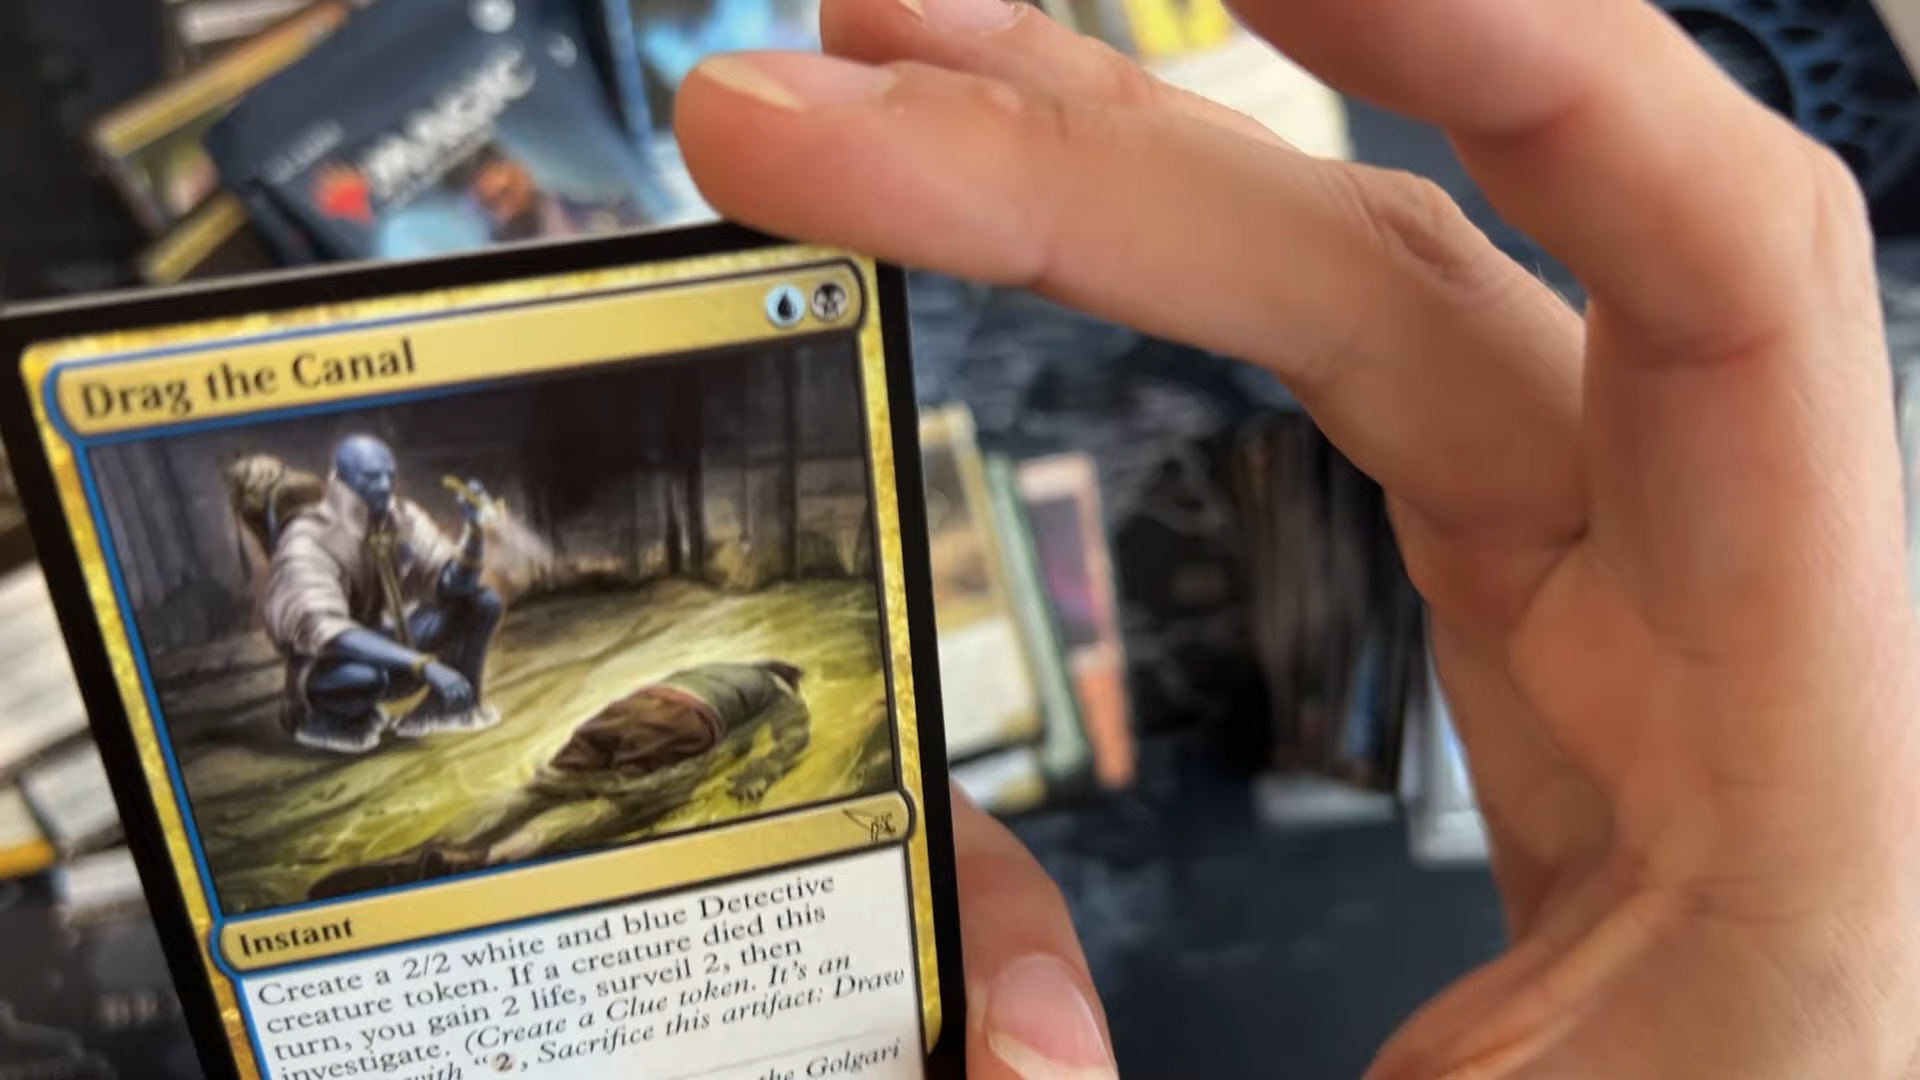 MAGIC
Drag the Canal
Instant
Create a 2/2 white and blue Detective
creature token. If a creature died this
turn, you gain 2 life, surveil 2, then
investigate. (Create a Clue token. It's an
with "2, Sacrifice this artifact: Draw
the Golgari